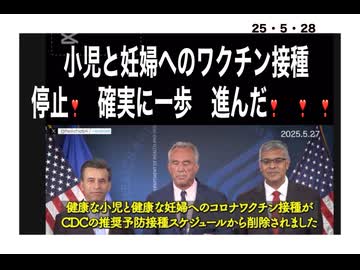 25・5・28
小児と妊婦へのワクチン接種
停止❣ 確実に一歩 進んだ❣❣❣
2025.5.27
健康な小児と健康な妊婦へのコロナワクチン接種が
CDCの推奨予防接種スケジュールから削除されました